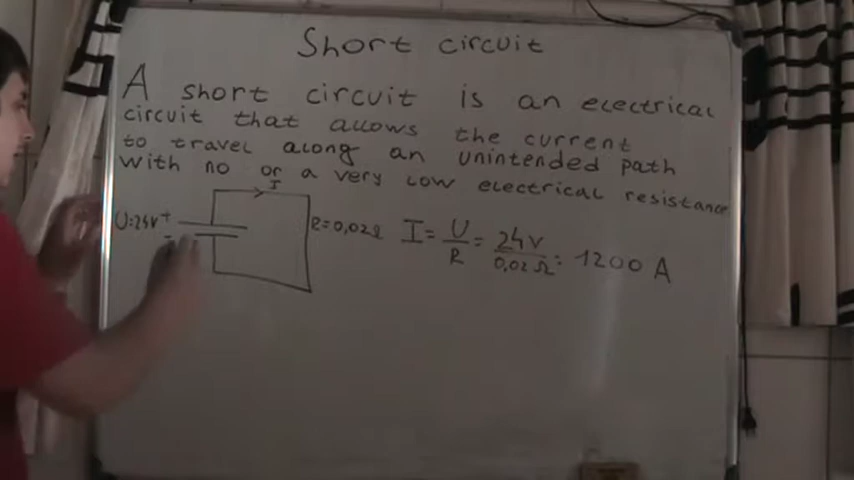 Short circuit
A short circuit is an electrical
circuit that allows the current
to travel along an unintended path
with no or a very low electrical resistance
I
U=24V + R=0,02Ω I = U/R = 24V/0,02Ω = 1200 A
-